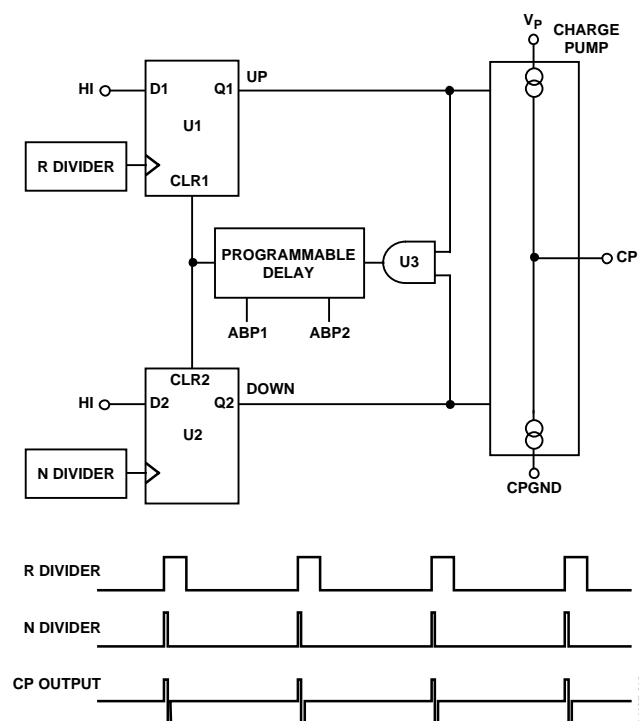 VP
CHARGE
PUMP
HI
D1
Q1
UP
U1
R DIVIDER
CLR1
PROGRAMMABLE
DELAY
U3
CP
ABP1
ABP2
CLR2
DOWN
HI
D2
Q2
U2
N DIVIDER
CPGND
R DIVIDER
N DIVIDER
CP OUTPUT